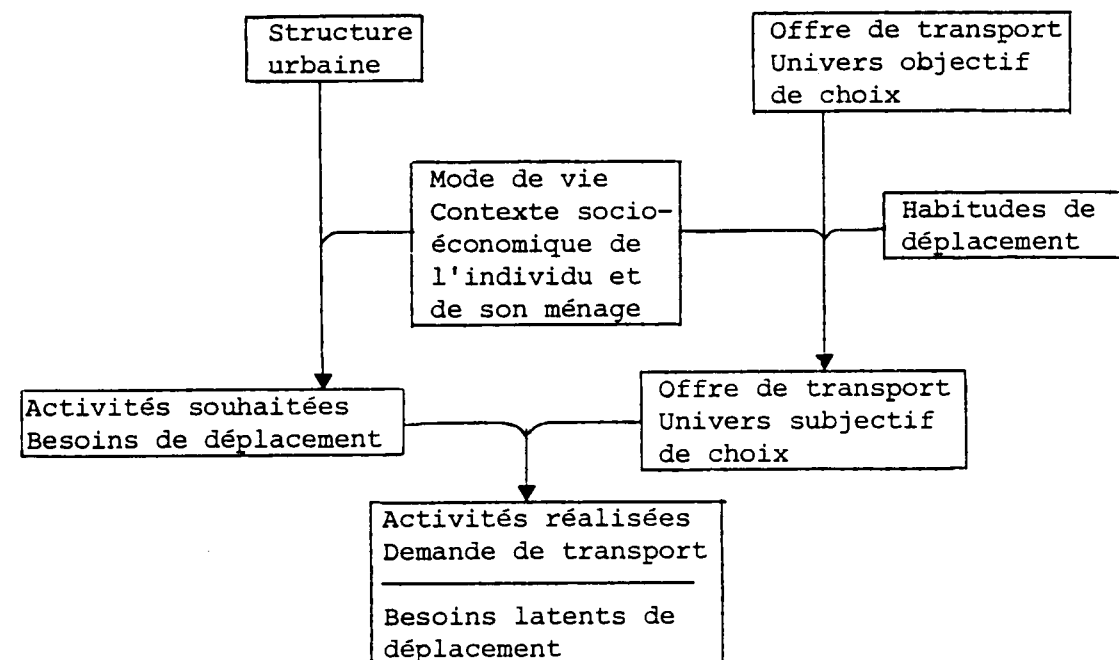 Structure
urbaine
Offre de transport
Univers objectif
de choix
Mode de vie
Contexte socio-
économique de
l'individu et
de son ménage
Habitudes de
déplacement
Activités souhaitées
Besoins de déplacement
Offre de transport
Univers subjectif
de choix
Activités réalisées
Demande de transport
Besoins latents de
déplacement